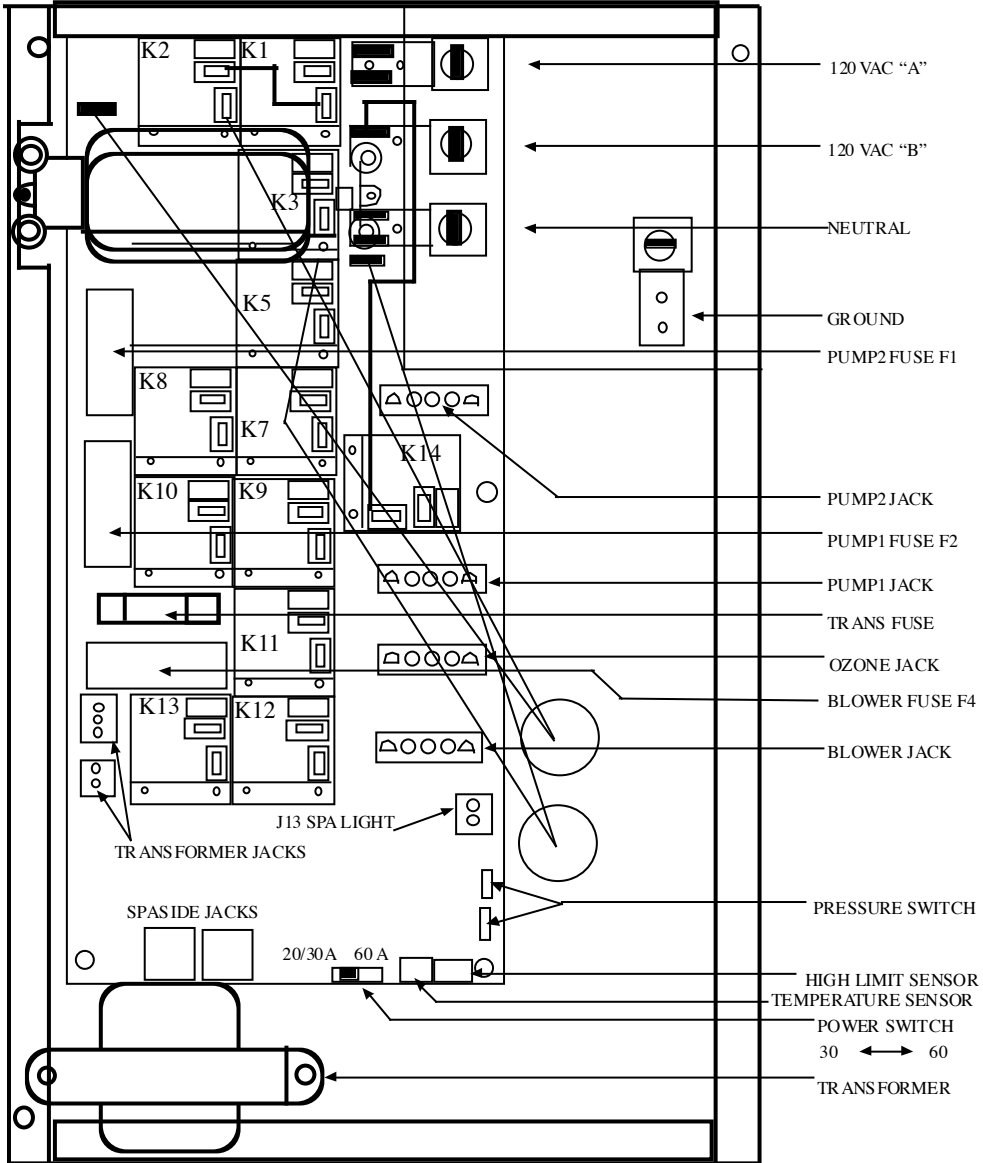 K2
K1
120 VAC “A”
120 VAC “B”
K3
NEUTRAL
K5
GROUND
PUMP2 FUSE F1
K8
K7
K14
K10
K9
PUMP2 JACK
PUMP1 FUSE F2
PUMP1 JACK
TRANS FUSE
K11
OZONE JACK
BLOWER FUSE F4
K13
K12
BLOWER JACK
J13 SPA LIGHT
TRANSFORMER JACKS
SPASIDE JACKS
PRESSURE SWITCH
20/30A 60 A
HIGH LIMIT SENSOR
TEMPERATURE SENSOR
POWER SWITCH
30 60
TRANSFORMER